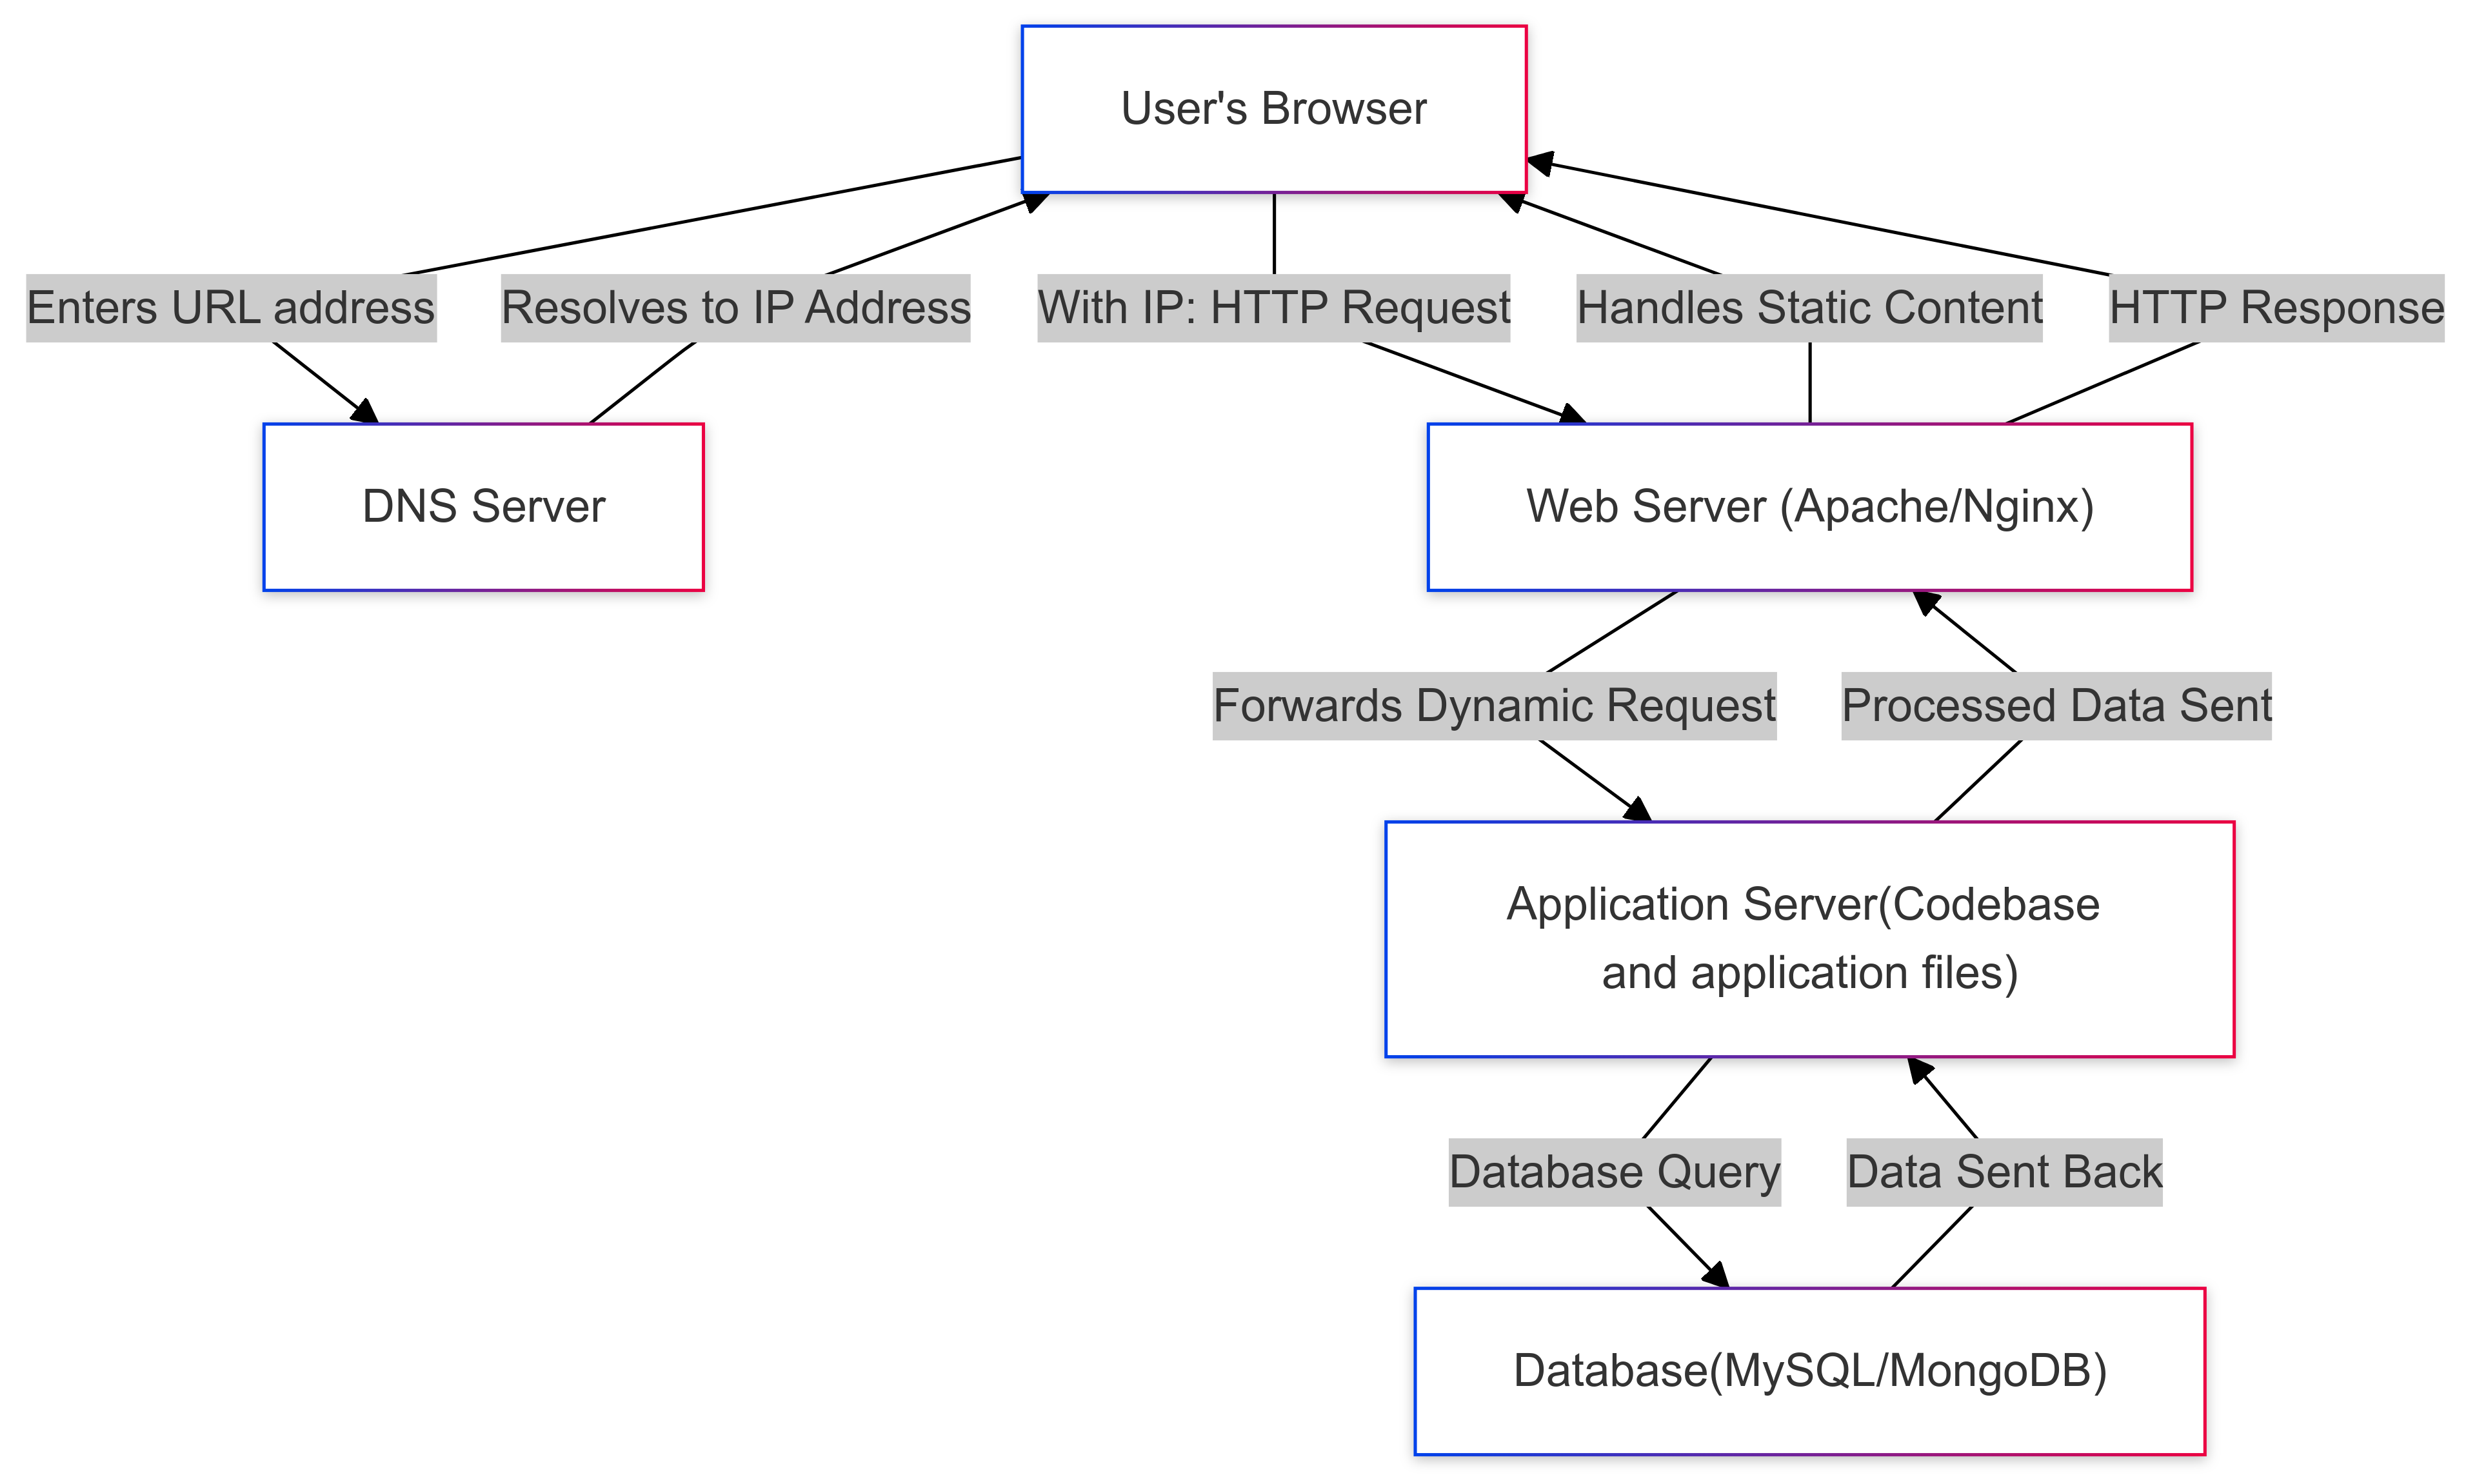 User's Browser
Enters URL address
Resolves to IP Address
With IP: HTTP Request
Handles Static Content
HTTP Response
DNS Server
Web Server (Apache/Nginx)
Forwards Dynamic Request
Processed Data Sent
Application Server(Codebase
and application files)
Database Query
Data Sent Back
Database(MySQL/MongoDB)